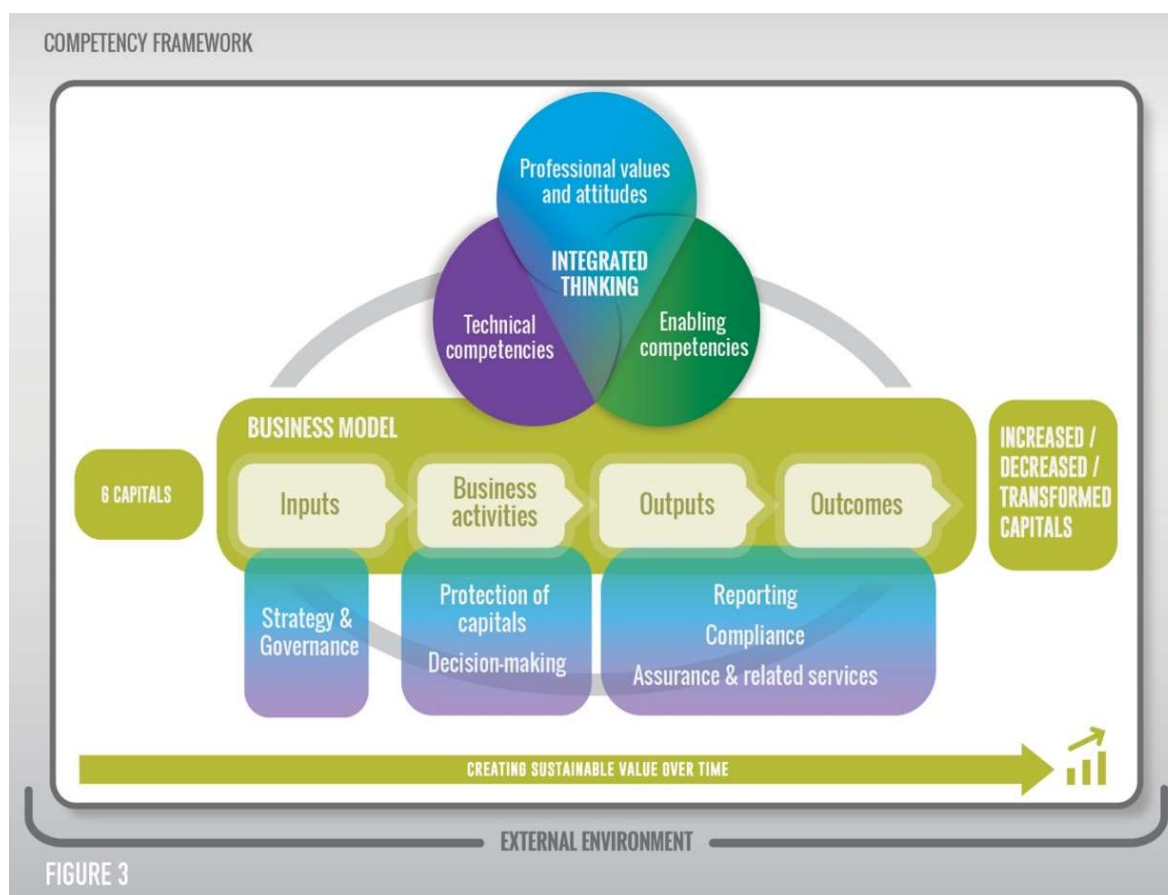 COMPETENCY FRAMEWORK
Professional values
and attitudes
INTEGRATED
THINKING
Technical
competencies
Enabling
competencies
BUSINESS MODEL
6 CAPITALS
Inputs
Business
activities
Outputs
Outcomes
INCREASED /
DECREASED /
TRANSFORMED
CAPITALS
Strategy &
Governance
Protection of
capitals
Decision-making
Reporting
Compliance
Assurance & related services
CREATING SUSTAINABLE VALUE OVER TIME
EXTERNAL ENVIRONMENT
FIGURE 3